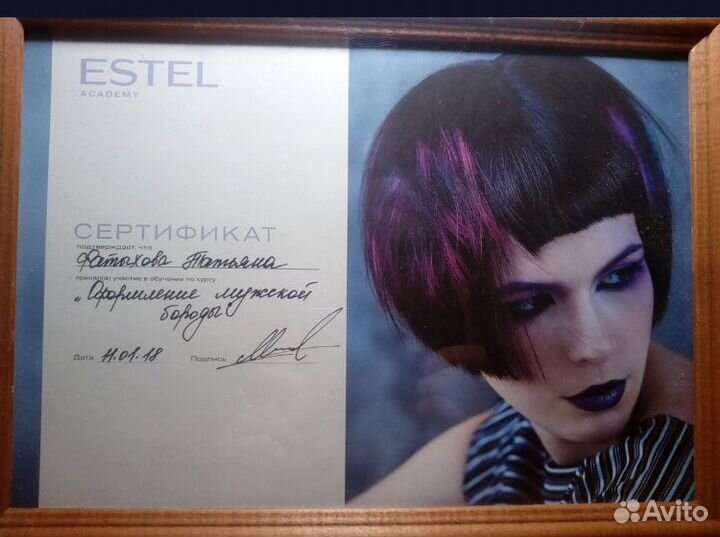 ESTEL
ACADEMY
СЕРТИФИКАТ
подтверждает, что
Фатыхова Татьяна
принял(а) участие в обучении по курсу
„Оформление мужской
бороды"
Дата 11.01.18 Подпись
Avito